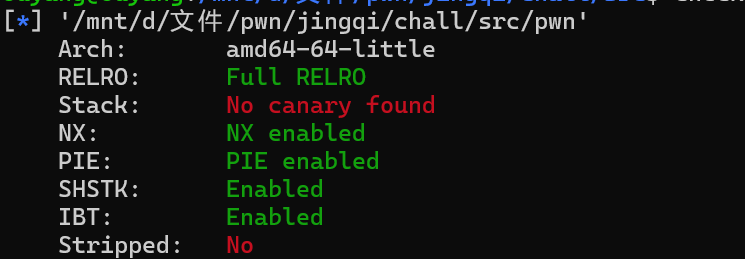 [*] '/mnt/d/文件/pwn/jingqi/chall/src/pwn'
Arch: amd64-64-little
RELRO: Full RELRO
Stack: No canary found
NX: NX enabled
PIE: PIE enabled
SHSTK: Enabled
IBT: Enabled
Stripped: No